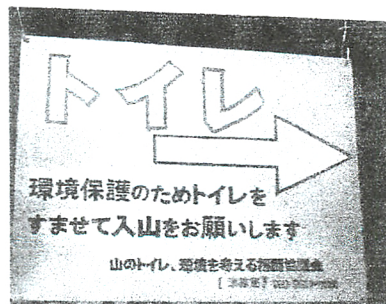 トイレ
環境保護のためトイレを
すませて入山をお願いします
山のトイレ、環境を考える